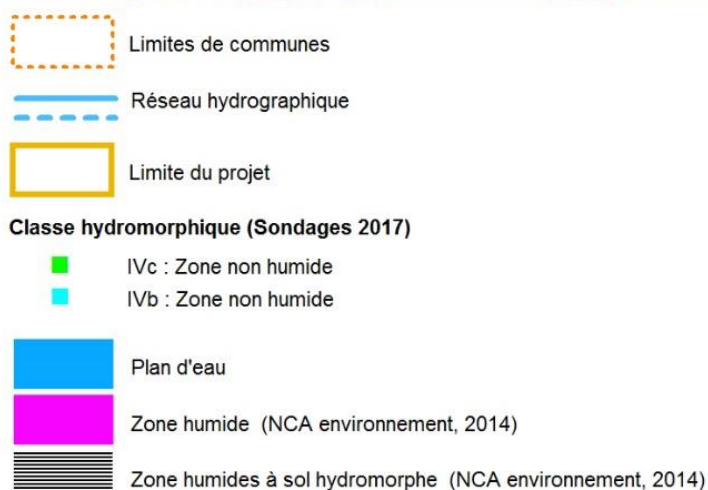 Limites de communes
Réseau hydrographique
Limite du projet
Classe hydromorphique (Sondages 2017)
IVc : Zone non humide
IVb : Zone non humide
Plan d'eau
Zone humide (NCA environnement, 2014)
Zone humides à sol hydromorphe (NCA environnement, 2014)